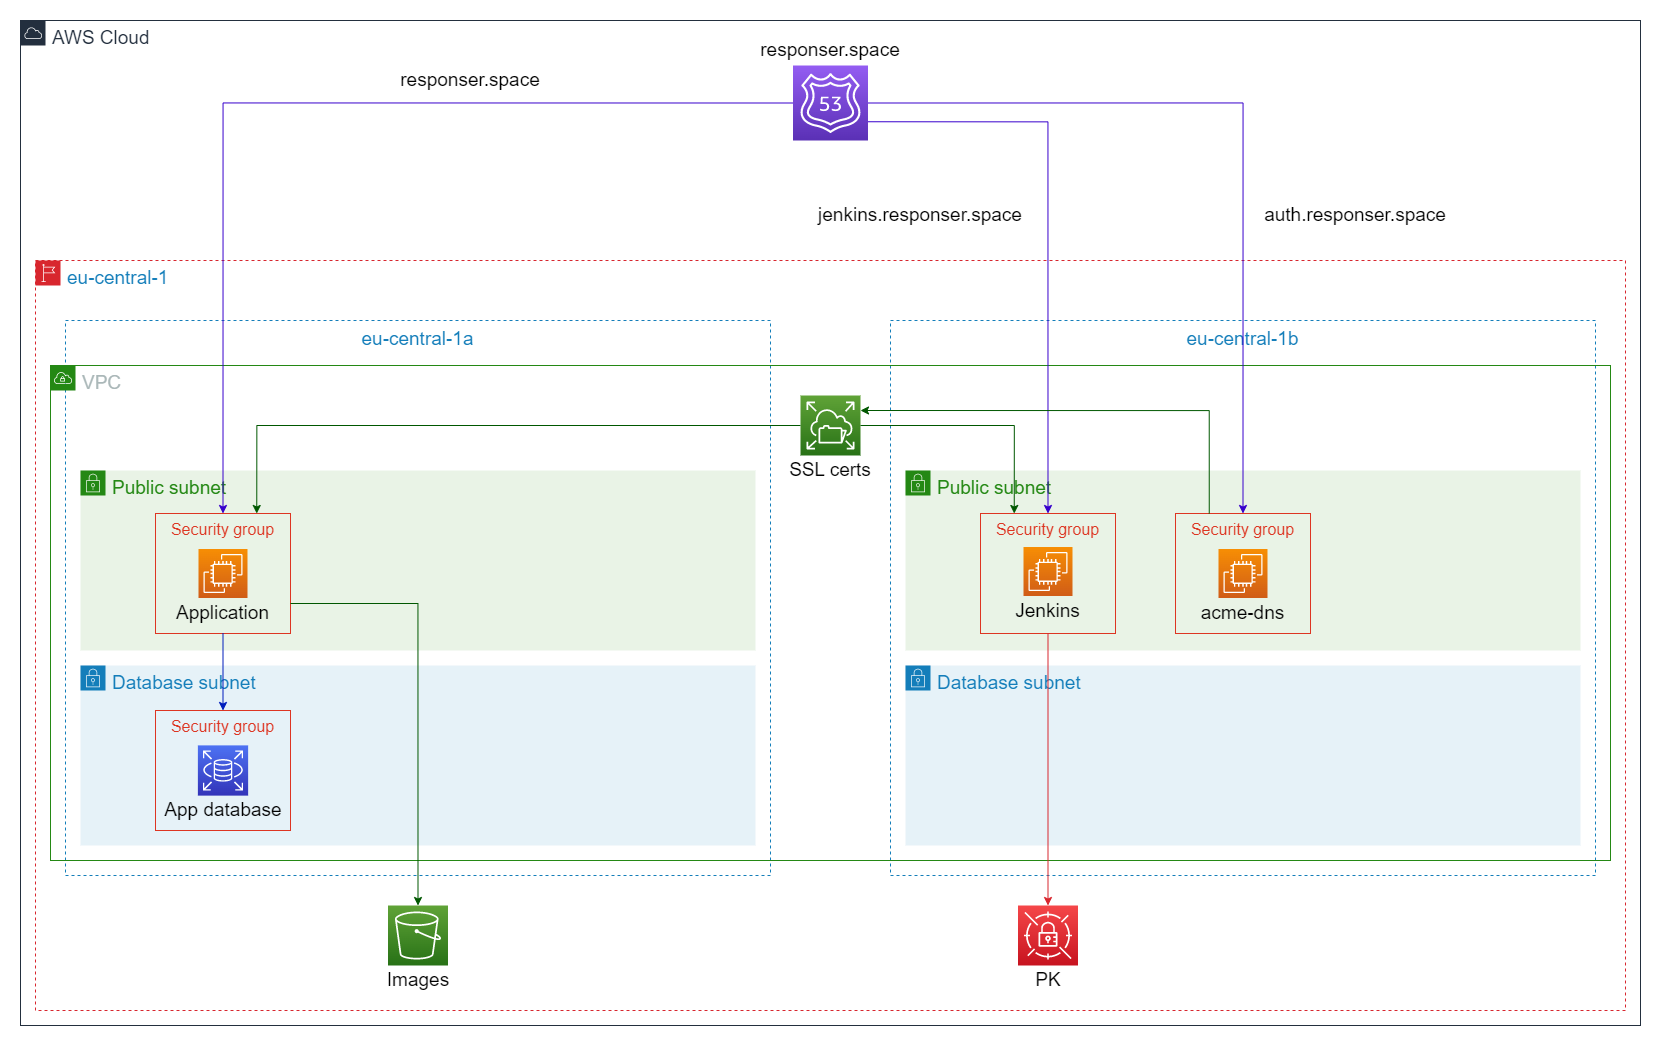 AWS Cloud
responser.space
53
responser.space
jenkins.responser.space
auth.responser.space
eu-central-1
eu-central-1a
eu-central-1b
VPC
SSL certs
Public subnet
Security group
Application
Public subnet
Security group
Jenkins
Security group
acme-dns
Database subnet
Security group
App database
Database subnet
Images
PK